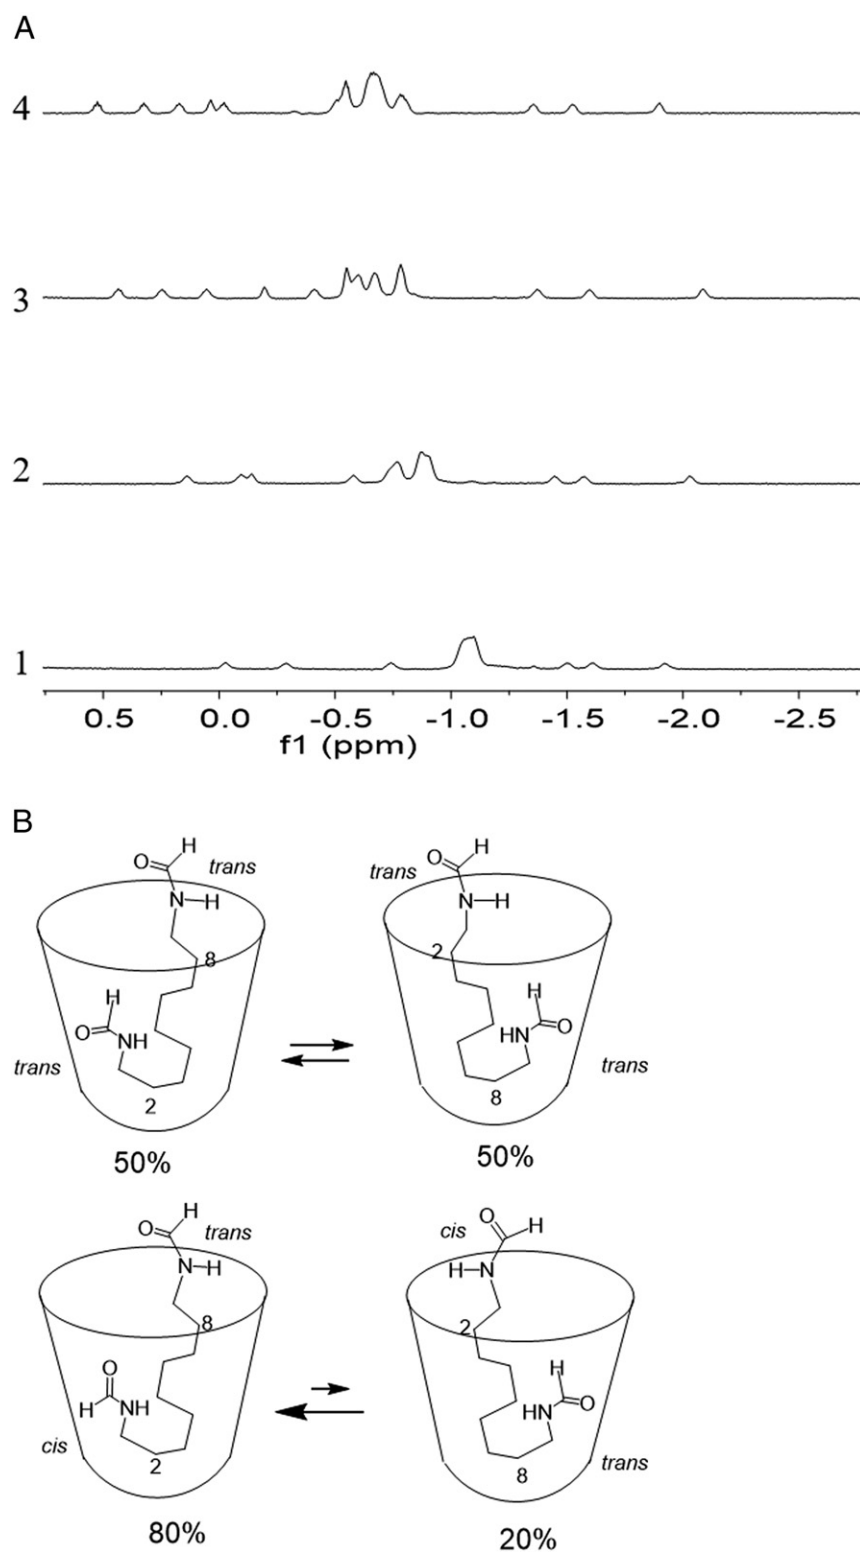 A
4
3
2
1
0.5 0.0 -0.5 -1.0 -1.5 -2.0 -2.5
f1 (ppm)
B
H H
O trans trans O
N-H N-H
8 2
H H
O NH HN O
trans trans
2 8
50% 50%
H O
O trans cis H
N-H H-N
8 2
O H
H NH HN O
cis trans
2 8
80% 20%